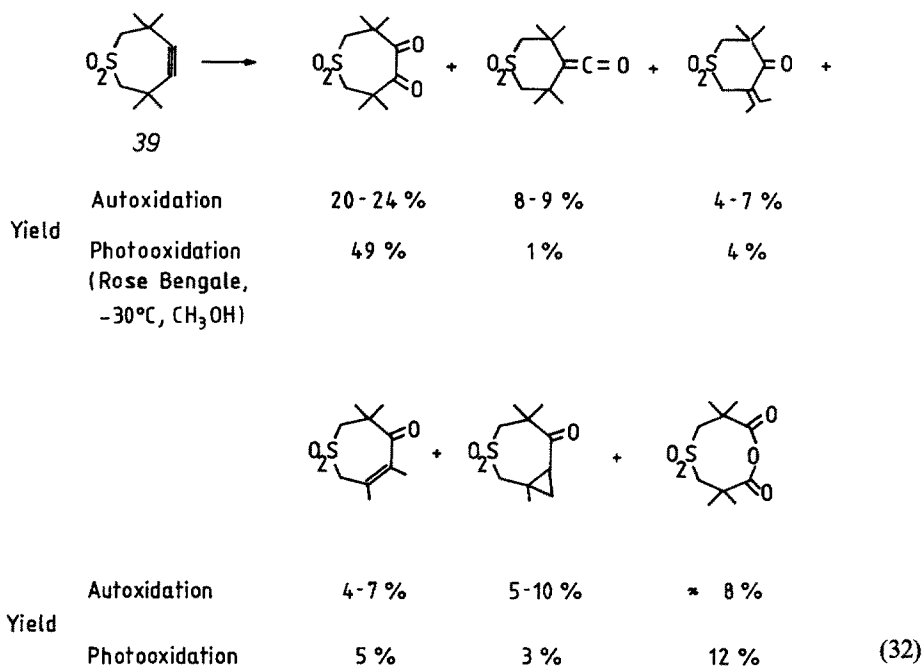 O₂S → O₂S O O + O₂S =C=O + O₂S O +
39
Autoxidation 20-24 % 8-9 % 4-7 %
Yield
Photooxidation 49 % 1 % 4 %
(Rose Bengale,
-30°C, CH₃OH)
O₂S O + O₂S O + O₂S O O O
Autoxidation 4-7 % 5-10 % ≈ 8 %
Yield
Photooxidation 5 % 3 % 12 % (32)